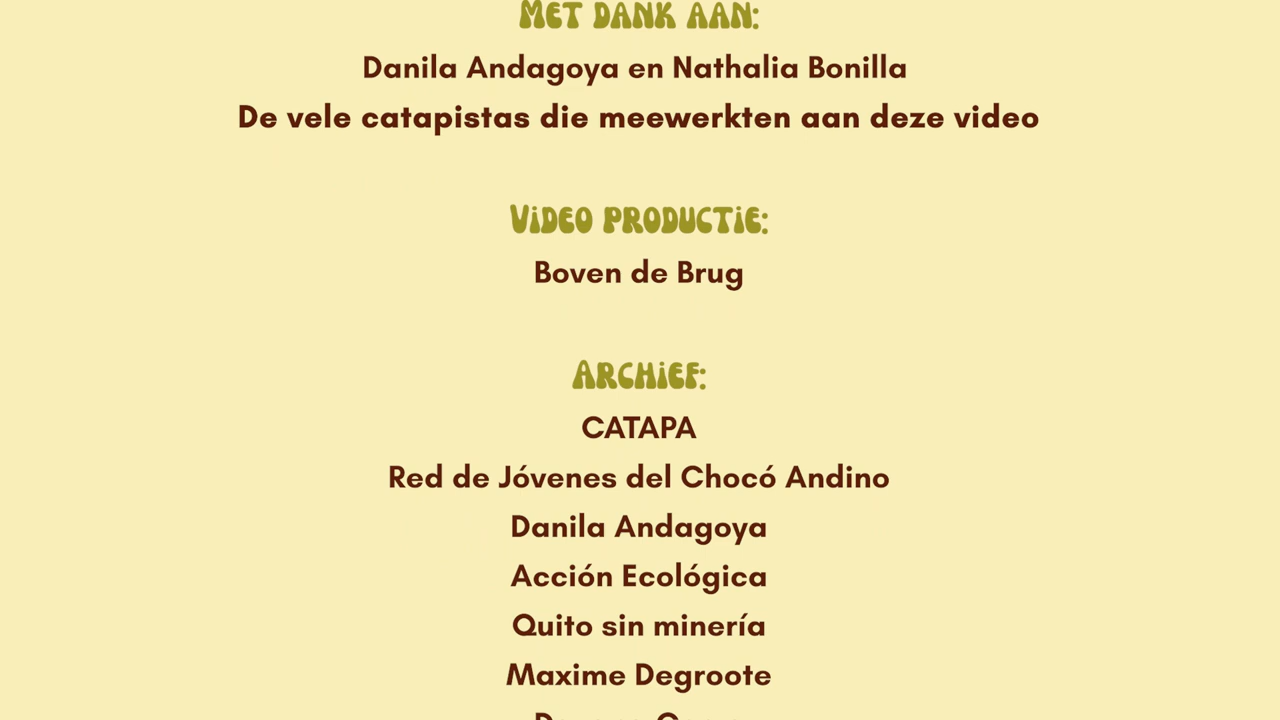 MET DANK AAN:
Danila Andagoya en Nathalia Bonilla
De vele catapistas die meewerkten aan deze video
ViDEO PRODUCTiE:
Boven de Brug
ARCHiEF:
CATAPA
Red de Jóvenes del Chocó Andino
Danila Andagoya
Acción Ecológica
Quito sin minería
Maxime Degroote